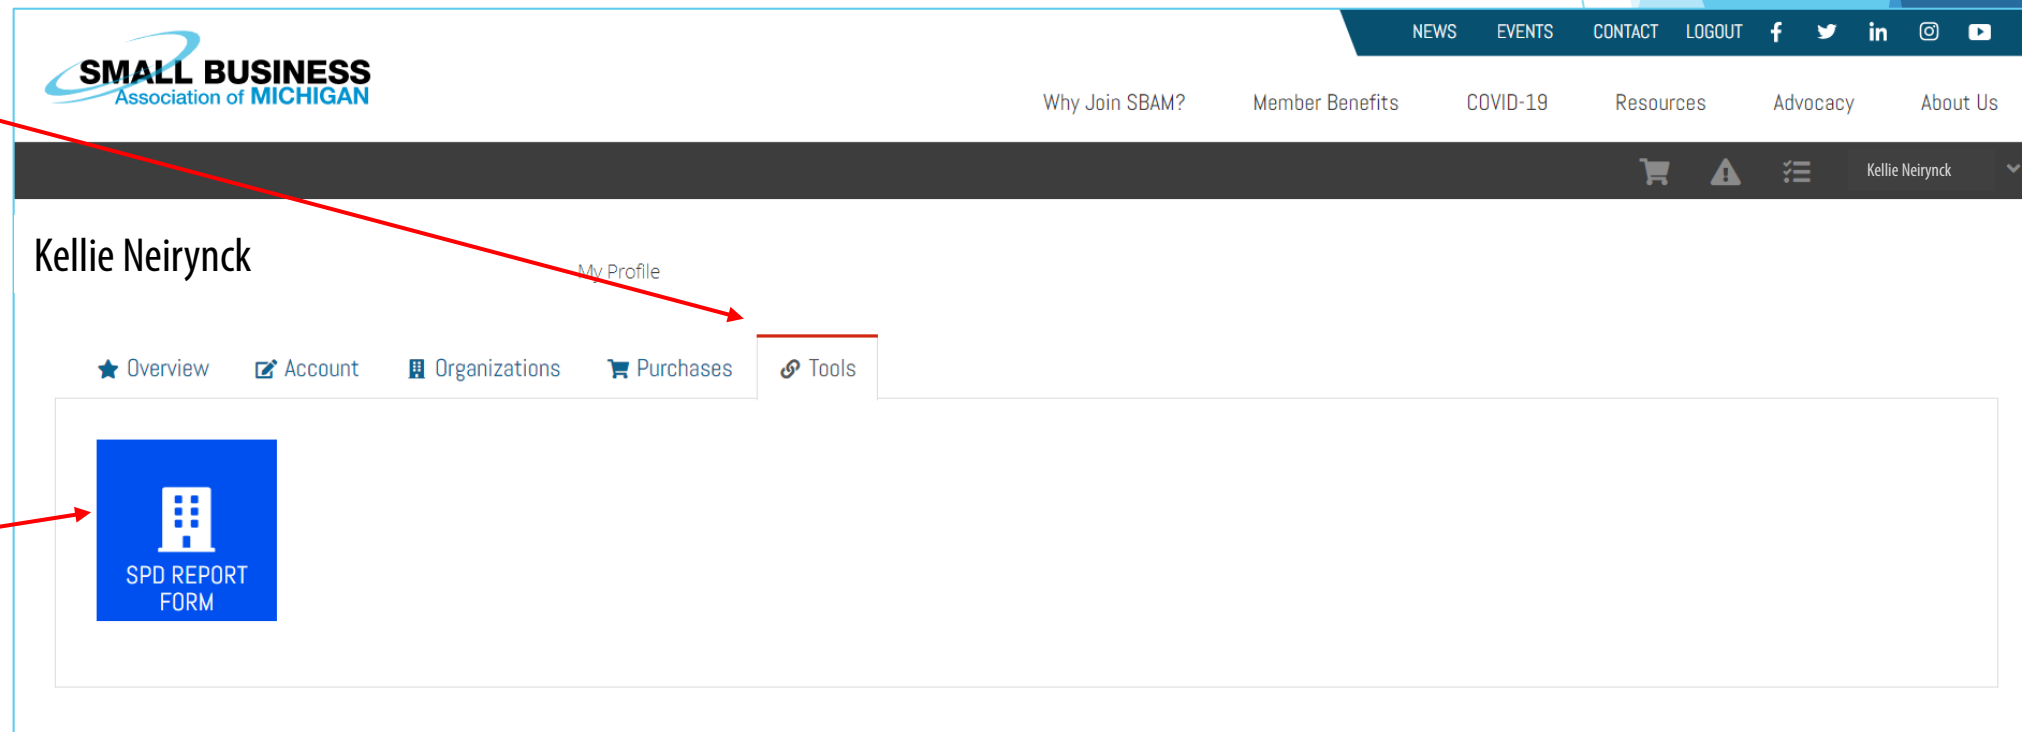 NEWS EVENTS CONTACT LOGOUT
SMALL BUSINESS
Association of MICHIGAN
Why Join SBAM? Member Benefits COVID-19 Resources Advocacy About Us
Kellie Neirynck
Kellie Neirynck
My Profile
Overview Account Organizations Purchases Tools
SPD REPORT
FORM